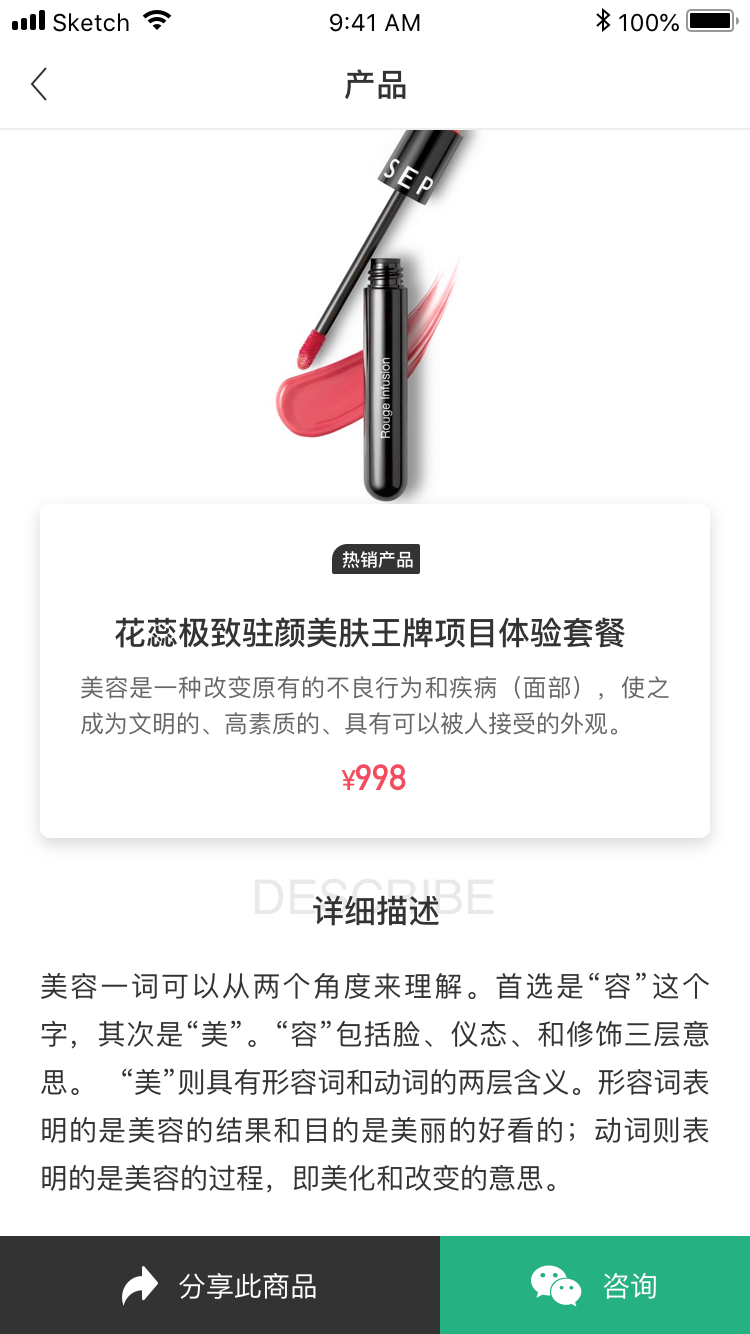 Sketch 9:41 AM 100%
产品
SEP
Rouge Infusion
热销产品
花蕊极致驻颜美肤王牌项目体验套餐
美容是一种改变原有的不良行为和疾病（面部），使之
成为文明的、高素质的、具有可以被人接受的外观。
¥998
DESCRIBE
详细描述
美容一词可以从两个角度来理解。首选是“容”这个
字，其次是“美”。“容”包括脸、仪态、和修饰三层意
思。 “美”则具有形容词和动词的两层含义。形容词表
明的是美容的结果和目的是美丽的好看的；动词则表
明的是美容的过程，即美化和改变的意思。
分享此商品 咨询